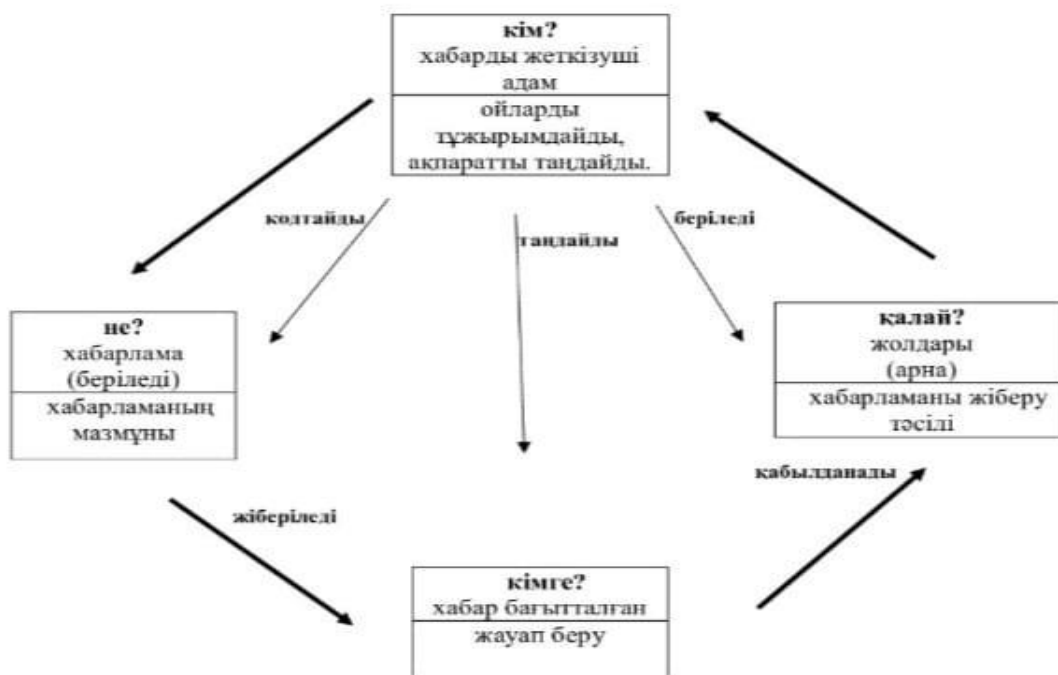 кім?
хабарды жеткізуші
адам
ойларды
тұжырымдайды,
ақпаратты таңдайды.
кодтайды
таңдайды
беріледі
не?
хабарлама
(беріледі)
хабарламаның
мазмұны
қалай?
жолдары
(арна)
хабарламаны жіберу
тәсілі
жіберіледі
қабылданады
кімге?
хабар бағытталған
жауап беру